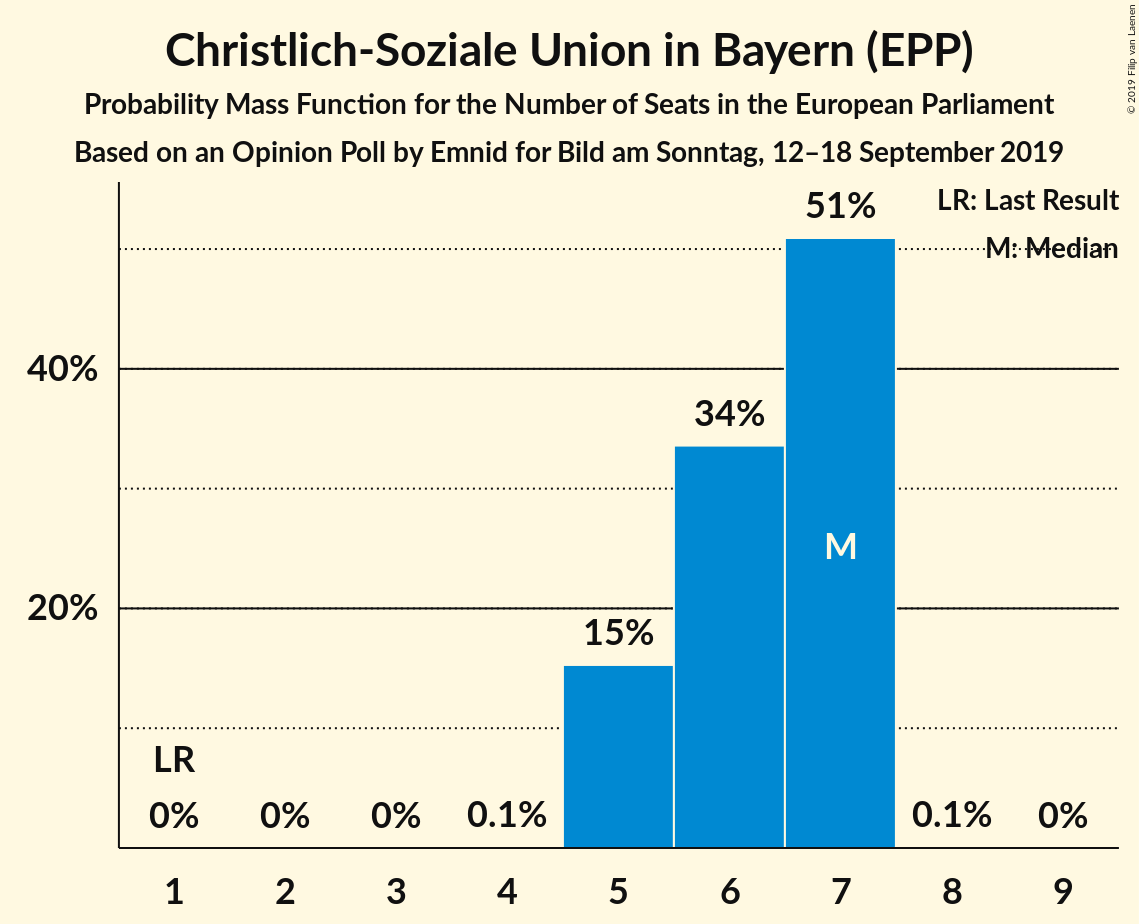 Christlich-Soziale Union in Bayern (EPP)
Probability Mass Function for the Number of Seats in the European Parliament
Based on an Opinion Poll by Emnid for Bild am Sonntag, 12–18 September 2019
© 2019 Filip van Laenen
LR: Last Result
M: Median
51%
40%
34%
M
20%
15%
LR
0% 0% 0% 0.1% 0.1% 0%
1 2 3 4 5 6 7 8 9